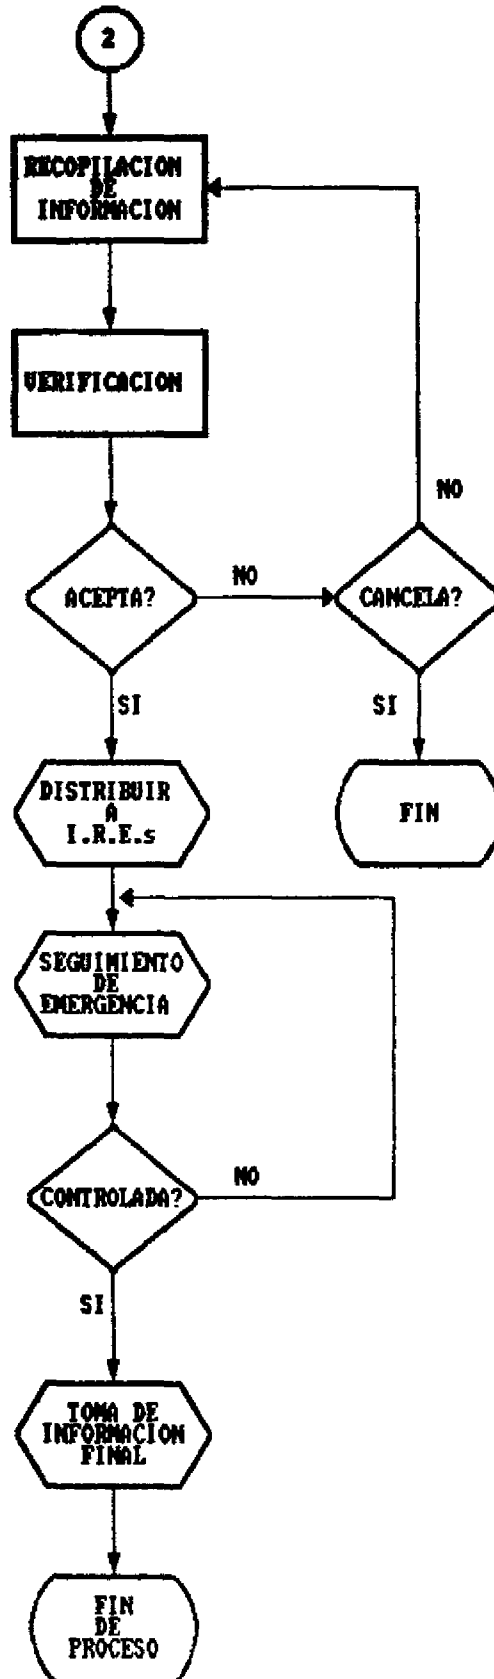 2
RECOPILACION
DE
INFORMACION
VERIFICACION
NO
ACEPTA?
NO
CANCELA?
SI
SI
DISTRIBUIR
A
I.R.E.s
FIN
SEGUIMIENTO
DE
EMERGENCIA
CONTROLADA?
NO
SI
TOMA DE
INFORMACION
FINAL
FIN
DE
PROCESO